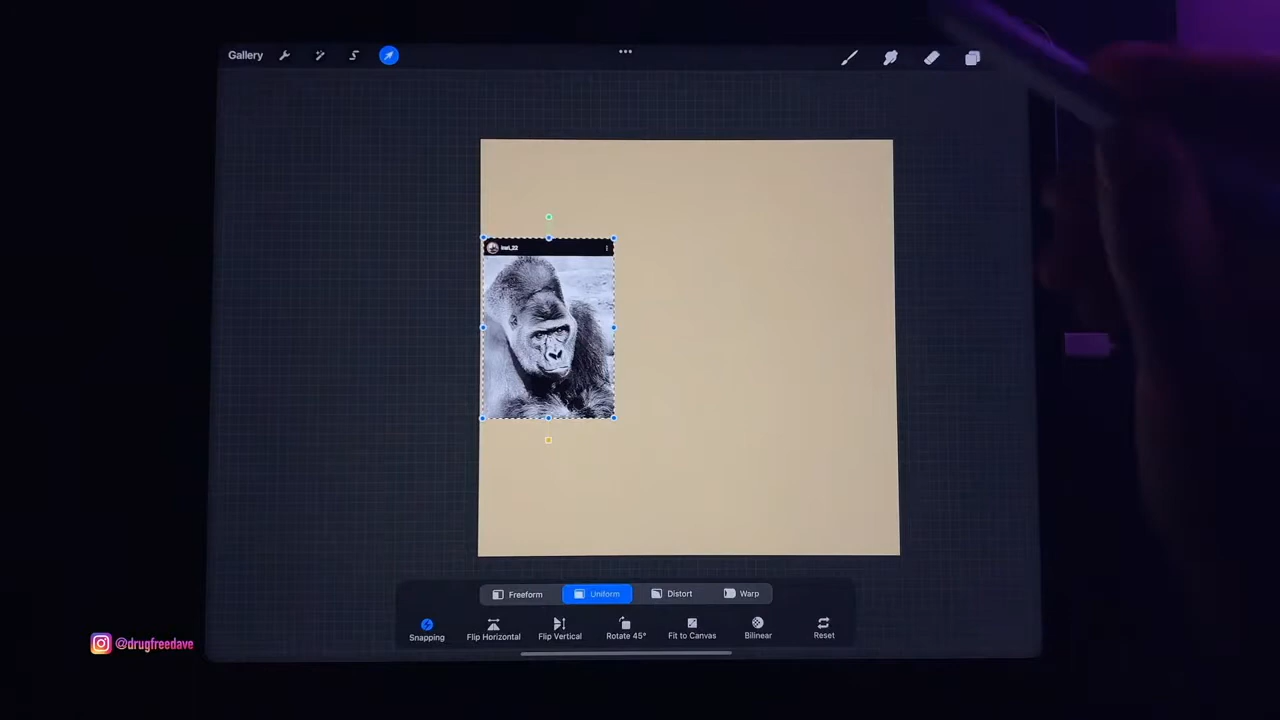 Gallery
Freeform
Uniform
Distort
Warp
Snapping
Flip Horizontal
Flip Vertical
Rotate 45°
Fit to Canvas
Bilinear
Reset
@drugfreedave